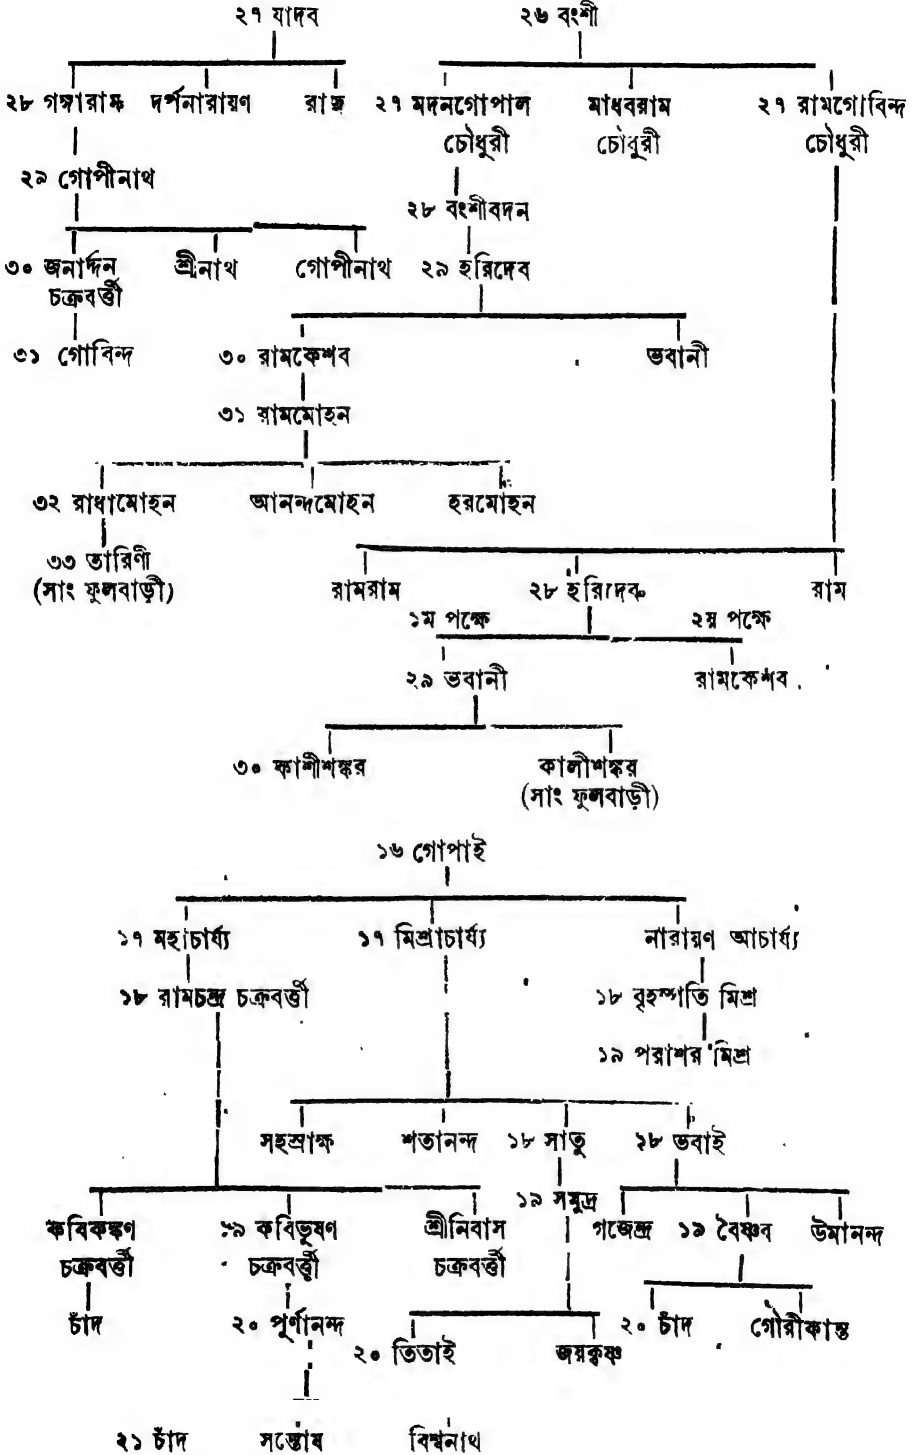 ২৭ যাদব ২৬ বংশী
২৮ গঙ্গারাম দর্পনারায়ণ রাজ ২৭ মদনগোপাল মাধবরাম ২৭ রামগোবিন্দ
চৌধুরী চৌধুরী চৌধুরী
২৯ গোপীনাথ
২৮ বংশীবদন
৩০ জনার্দ্দন শ্রীনাথ গোপীনাথ ২৯ হরিদেব
চক্রবর্ত্তী
৩১ গোবিন্দ ৩০ রামকেশব ভবানী
৩১ রামমোহন
৩২ রাধামোহন আনন্দমোহন হরমোহন
৩৩ তারিণী
(সাং ফুলবাড়ী) রামরাম ২৮ হরিদেব রাম
১ম পক্ষে ২য় পক্ষে
২৯ ভবানী রামকেশব
৩০ কাশীশঙ্কর কালীশঙ্কর
(সাং ফুলবাড়ী)
১৬ গোপাই
১৭ মহাচার্য্য ১৭ মিশ্রাচার্য্য নারায়ণ আচার্য্য
১৮ রামচন্দ্র চক্রবর্ত্তী ১৮ বৃহস্পতি মিশ্র
১৯ পরাশর মিশ্র
সহস্রাক্ষ শতানন্দ ১৮ সাতু ১৮ ভবাই
১৯ সমুদ্র
কবিকঙ্কণ ১৯ কবিভূষণ শ্রীনিবাস গজেন্দ্র ১৯ বৈষ্ণব উমানন্দ
চক্রবর্ত্তী চক্রবর্ত্তী চক্রবর্ত্তী
চাঁদ ২০ পূর্ণানন্দ ২০ তিতাই জয়কৃষ্ণ ২০ চাঁদ গৌরীকান্ত
২১ চাঁদ সন্তোষ বিশ্বনাথ